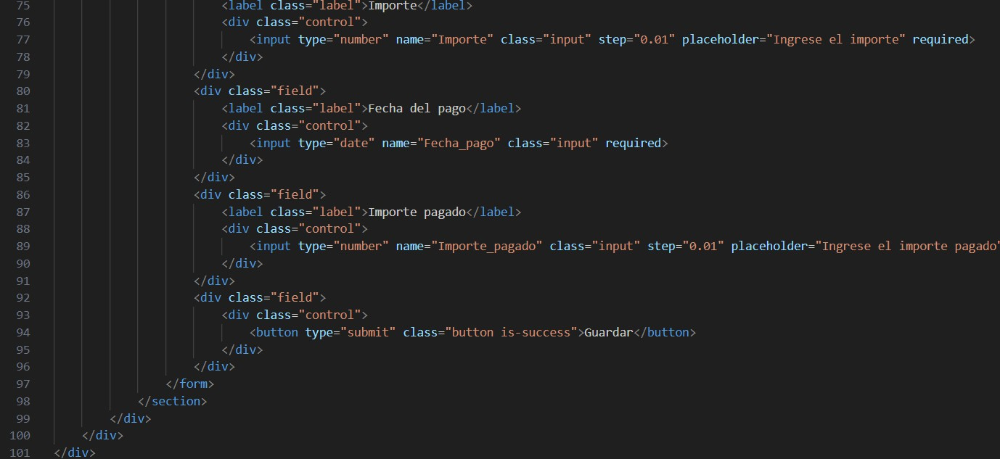 75 <label class="label">Importe</label>
76 <div class="control">
77 <input type="number" name="Importe" class="input" step="0.01" placeholder="Ingrese el importe" required>
78 </div>
79 </div>
80 <div class="field">
81 <label class="label">Fecha del pago</label>
82 <div class="control">
83 <input type="date" name="Fecha_pago" class="input" required>
84 </div>
85 </div>
86 <div class="field">
87 <label class="label">Importe pagado</label>
88 <div class="control">
89 <input type="number" name="Importe_pagado" class="input" step="0.01" placeholder="Ingrese el importe pagado"
90 </div>
91 </div>
92 <div class="field">
93 <div class="control">
94 <button type="submit" class="button is-success">Guardar</button>
95 </div>
96 </div>
97 </form>
98 </section>
99 </div>
100 </div>
101 </div>